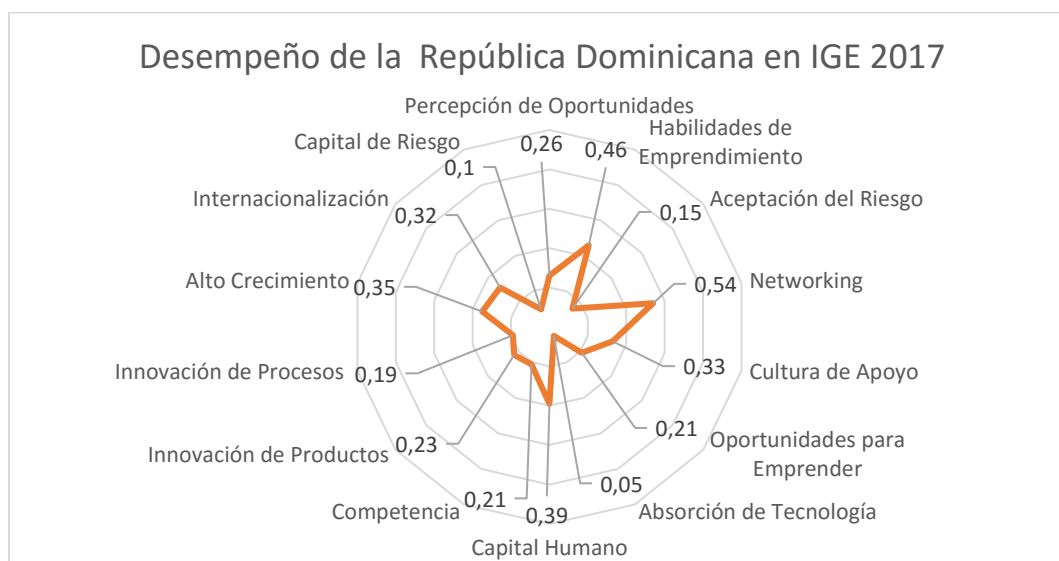 Desempeño de la  República Dominicana en IGE 2017
Percepción de Oportunidades
0,26
Habilidades de
Emprendimiento
0,46
Aceptación del Riesgo
0,15
Networking
0,54
Cultura de Apoyo
0,33
Oportunidades para
Emprender
0,21
Absorción de Tecnología
0,05
Capital Humano
0,39
Competencia
0,21
Innovación de Productos
0,23
Innovación de Procesos
0,19
Alto Crecimiento
0,35
Internacionalización
0,32
Capital de Riesgo
0,1